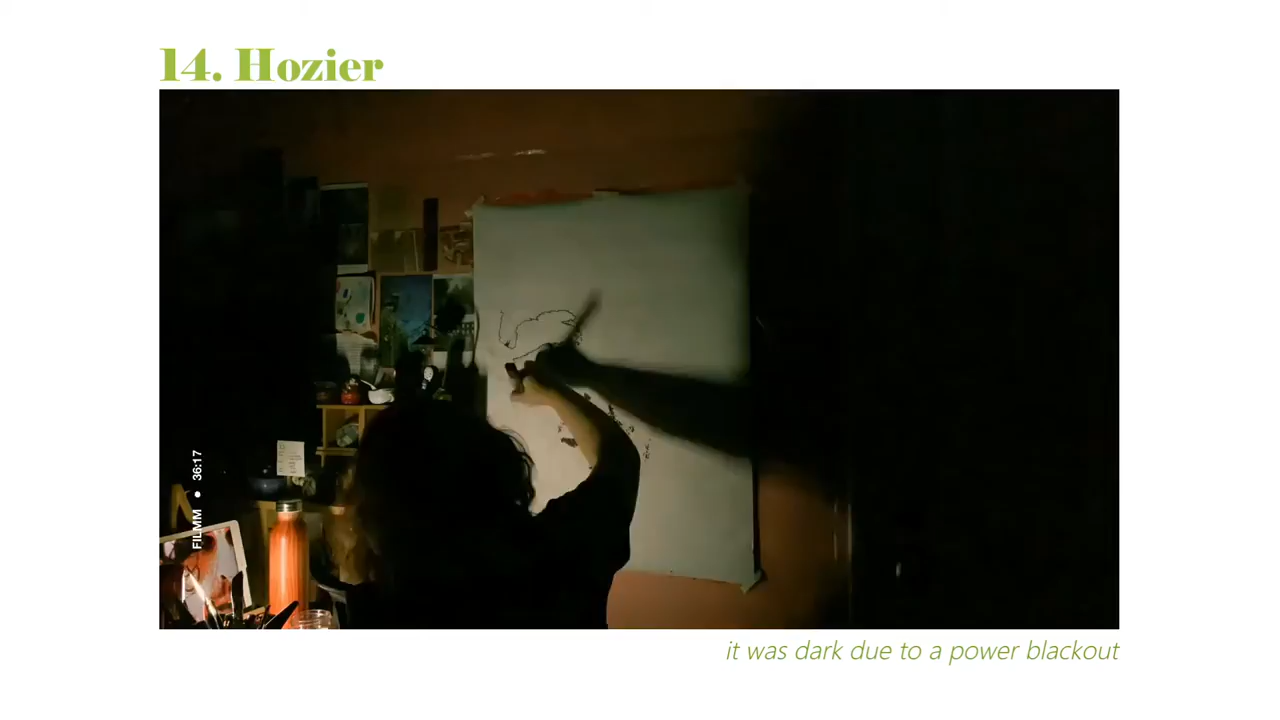 14. Hozier
FILMM • 36:17
it was dark due to a power blackout